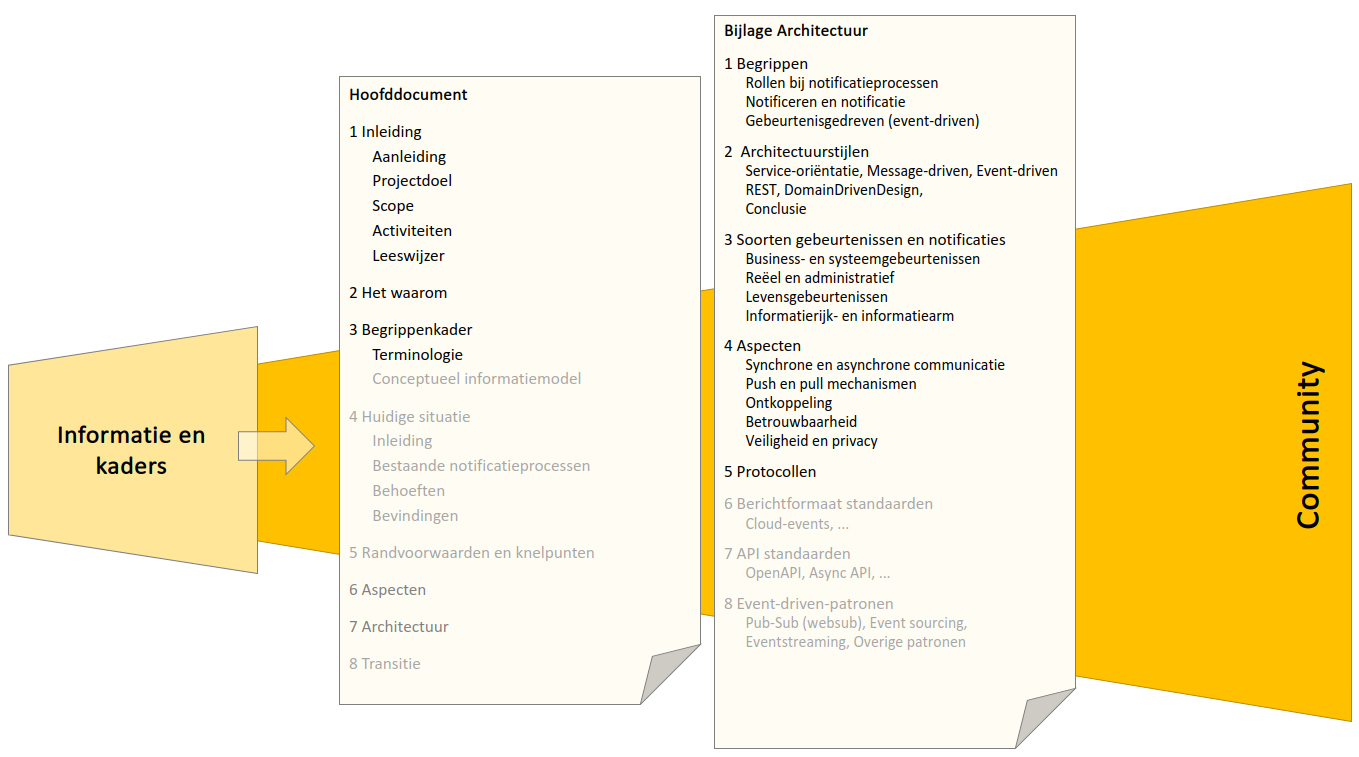 Informatie en
kaders
Hoofddocument
1 Inleiding
Aanleiding
Projectdoel
Scope
Activiteiten
Leeswijzer
2 Het waarom
3 Begrippenkader
Terminologie
Conceptueel informatiemodel
4 Huidige situatie
Inleiding
Bestaande notificatieprocessen
Behoeften
Bevindingen
5 Randvoorwaarden en knelpunten
6 Aspecten
7 Architectuur
8 Transitie
Bijlage Architectuur
1 Begrippen
Rollen bij notificatieprocessen
Notificeren en notificatie
Gebeurtenisgedreven (event-driven)
2 Architectuurstijlen
Service-oriëntatie, Message-driven, Event-driven
REST, DomainDrivenDesign,
Conclusie
3 Soorten gebeurtenissen en notificaties
Business- en systeemgebeurtenissen
Reëel en administratief
Levensgebeurtenissen
Informatierijk- en informatiearm
4 Aspecten
Synchrone en asynchrone communicatie
Push en pull mechanismen
Ontkoppeling
Betrouwbaarheid
Veiligheid en privacy
5 Protocollen
6 Berichtformaat standaarden
Cloud-events, ...
7 API standaarden
OpenAPI, Async API, ...
8 Event-driven-patronen
Pub-Sub (websub), Event sourcing,
Eventstreaming, Overige patronen
Community